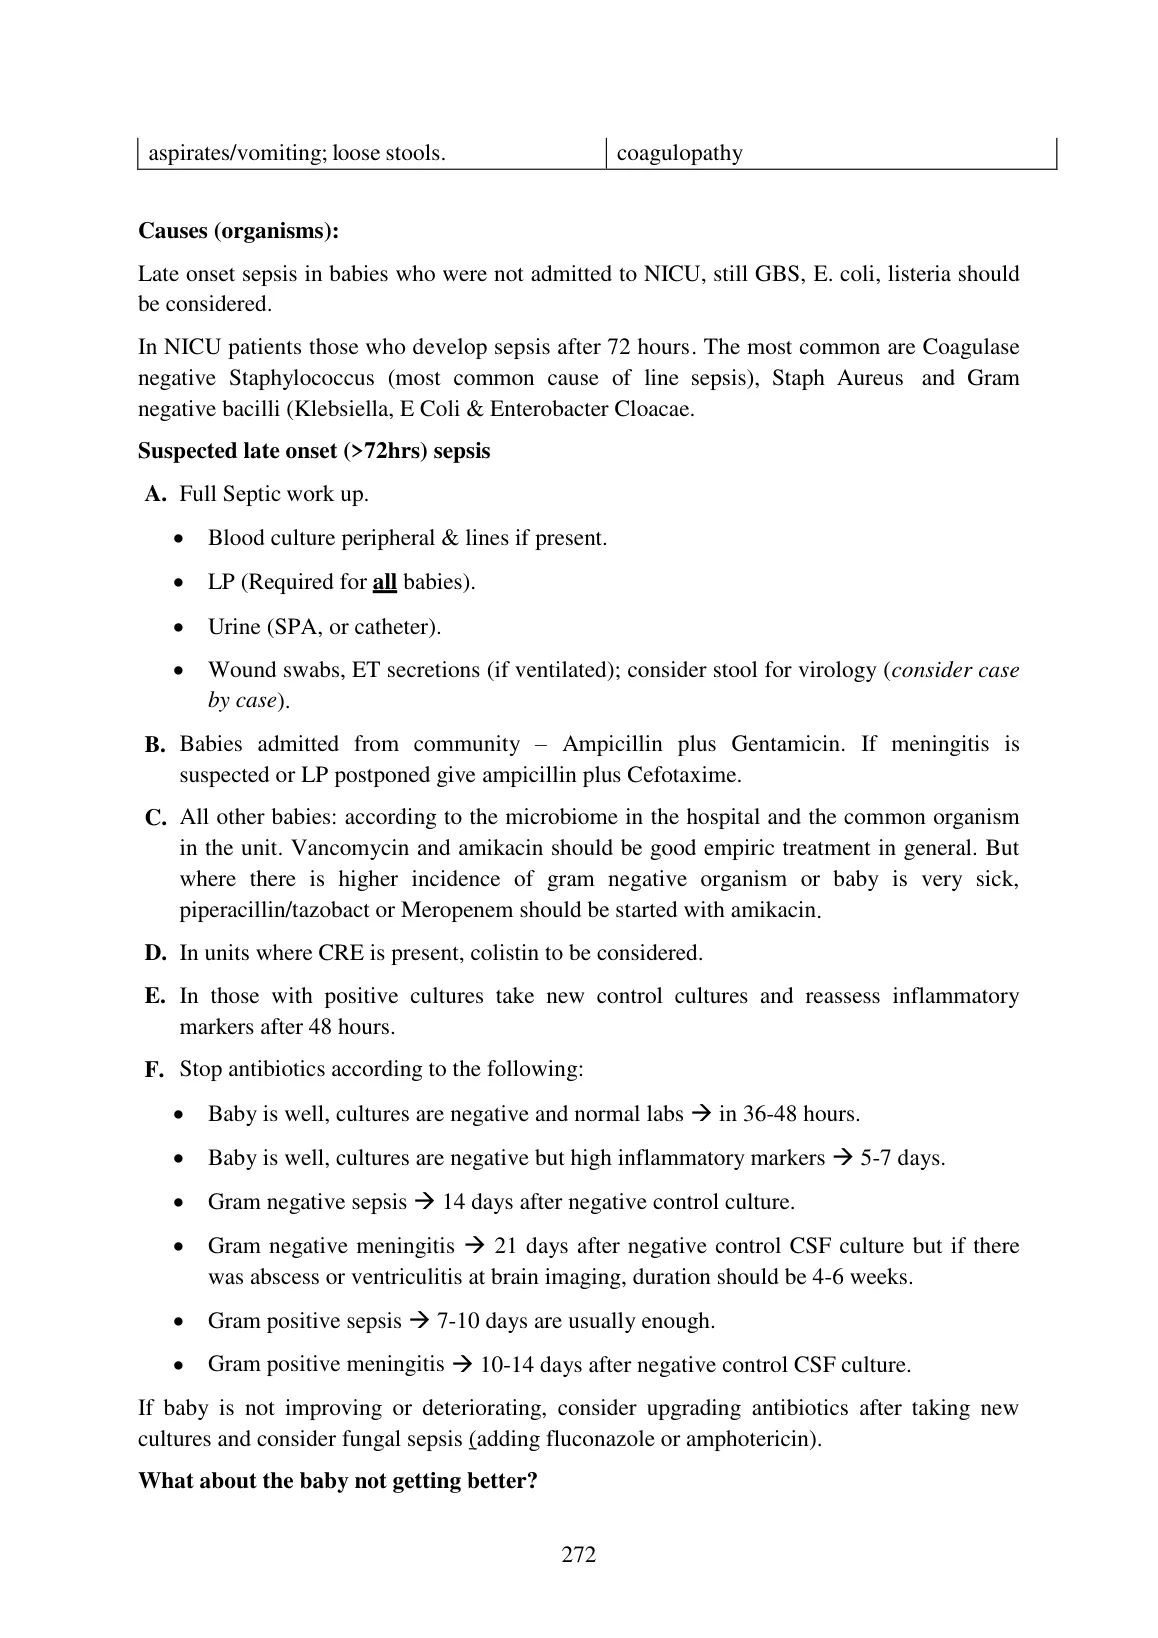 aspirates/vomiting; loose stools. coagulopathy
Causes (organisms):
Late onset sepsis in babies who were not admitted to NICU, still GBS, E. coli, listeria should
be considered.
In NICU patients those who develop sepsis after 72 hours. The most common are Coagulase
negative Staphylococcus (most common cause of line sepsis), Staph Aureus and Gram
negative bacilli (Klebsiella, E Coli & Enterobacter Cloacae.
Suspected late onset (>72hrs) sepsis
A. Full Septic work up.
• Blood culture peripheral & lines if present.
• LP (Required for all babies).
• Urine (SPA, or catheter).
• Wound swabs, ET secretions (if ventilated); consider stool for virology (consider case
by case).
B. Babies admitted from community – Ampicillin plus Gentamicin. If meningitis is
suspected or LP postponed give ampicillin plus Cefotaxime.
C. All other babies: according to the microbiome in the hospital and the common organism
in the unit. Vancomycin and amikacin should be good empiric treatment in general. But
where there is higher incidence of gram negative organism or baby is very sick,
piperacillin/tazobact or Meropenem should be started with amikacin.
D. In units where CRE is present, colistin to be considered.
E. In those with positive cultures take new control cultures and reassess inflammatory
markers after 48 hours.
F. Stop antibiotics according to the following:
• Baby is well, cultures are negative and normal labs → in 36-48 hours.
• Baby is well, cultures are negative but high inflammatory markers → 5-7 days.
• Gram negative sepsis → 14 days after negative control culture.
• Gram negative meningitis → 21 days after negative control CSF culture but if there
was abscess or ventriculitis at brain imaging, duration should be 4-6 weeks.
• Gram positive sepsis → 7-10 days are usually enough.
• Gram positive meningitis → 10-14 days after negative control CSF culture.
If baby is not improving or deteriorating, consider upgrading antibiotics after taking new
cultures and consider fungal sepsis (adding fluconazole or amphotericin).
What about the baby not getting better?
272